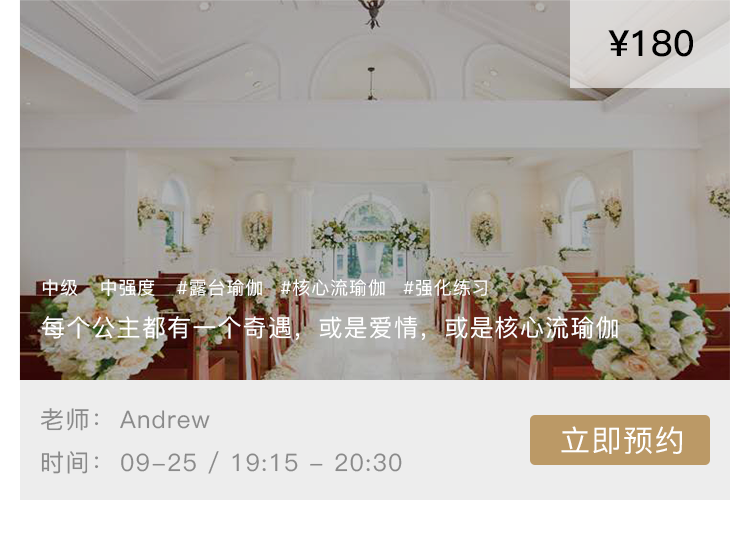 ¥180
中级 中强度 #露台瑜伽 #核心流瑜伽 #强化练习
每个公主都有一个奇遇，或是爱情，或是核心流瑜伽
老师： Andrew
时间： 09-25 / 19:15 - 20:30
立即预约